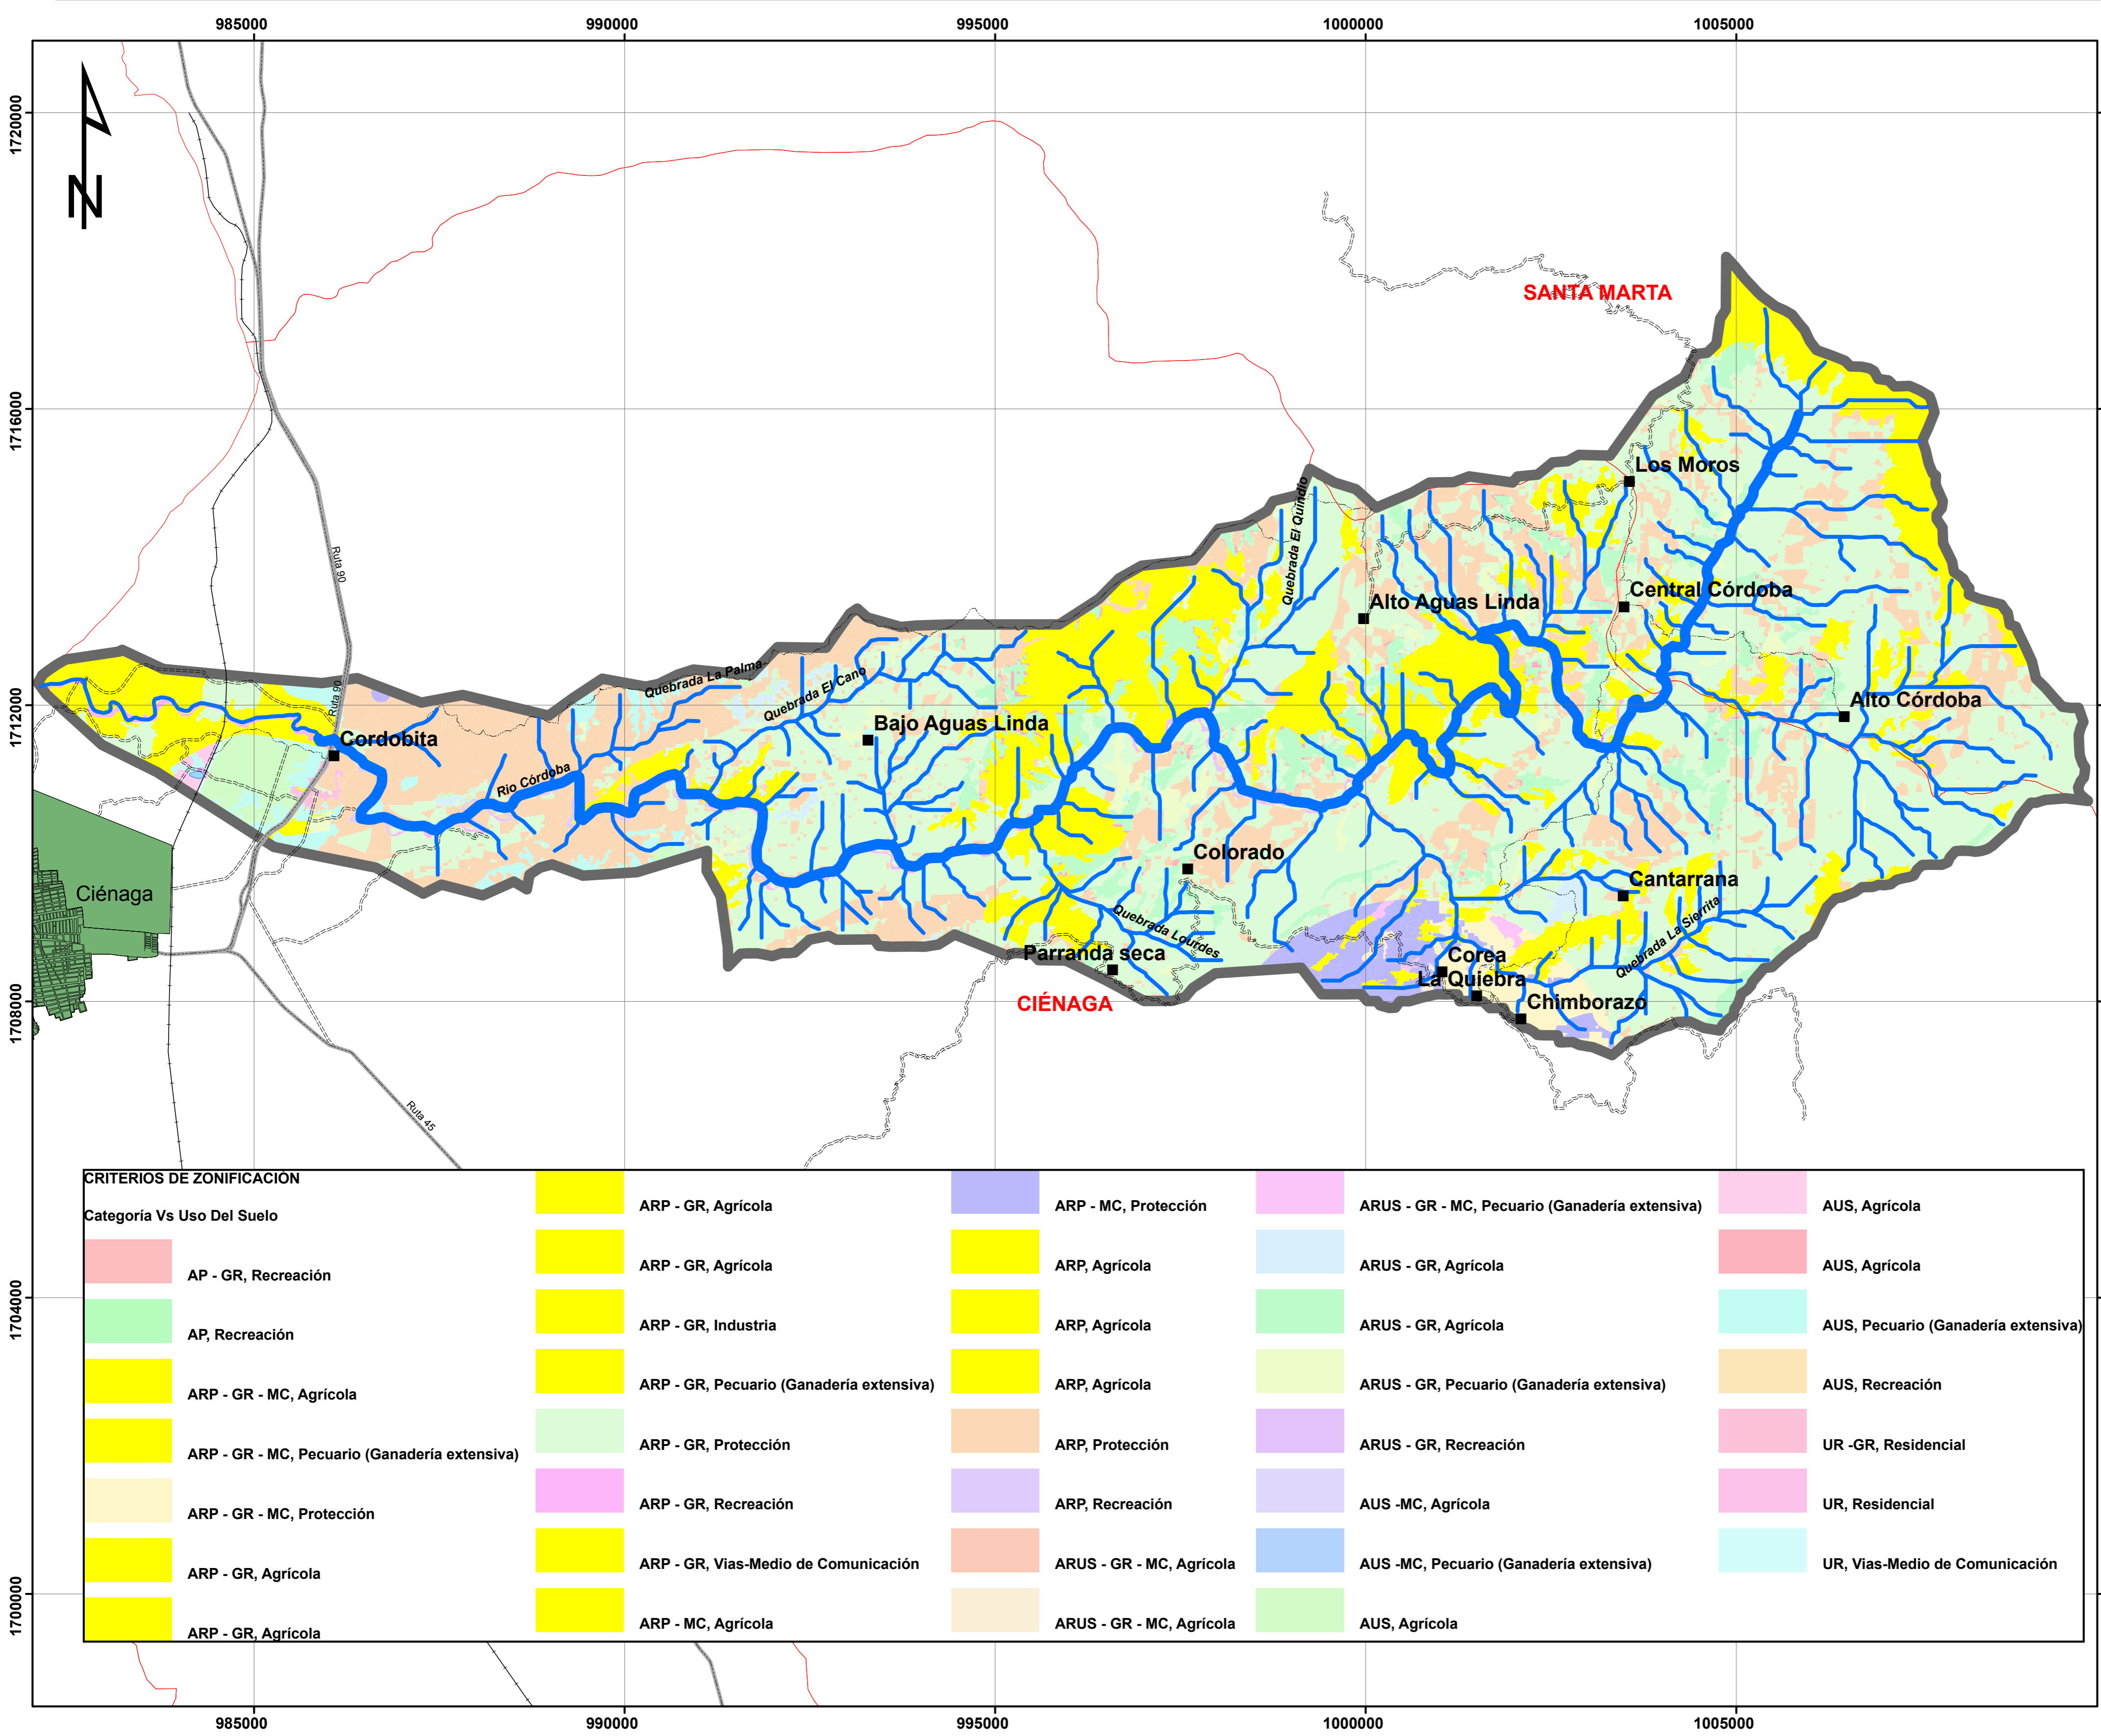 985000 990000 995000 1000000 1005000
1720000
N
SANTA MARTA
1716000
Los Moros
Quebrada El Quindío
Ruta 90
Central Córdoba
Alto Aguas Linda
Quebrada La Palma
Quebrada El Cano
1712000
Ruta 90
Alto Córdoba
Bajo Aguas Linda
Cordobita
Rio Córdoba
Colorado
Cantarrana
Ciénaga
Quebrada Lourdes
Quebrada La Sierrita
Parranda seca
Corea
La Quiebra
CIÉNAGA
Chimborazo
1708000
Ruta 45
CRITERIOS DE ZONIFICACIÓN
Categoría Vs Uso Del Suelo
AP - GR, Recreación
AP, Recreación
ARP - GR - MC, Agrícola
ARP - GR - MC, Pecuario (Ganadería extensiva)
ARP - GR - MC, Protección
ARP - GR, Agrícola
ARP - GR, Agrícola
ARP - GR, Agrícola
ARP - GR, Agrícola
ARP - GR, Industria
ARP - GR, Pecuario (Ganadería extensiva)
ARP - GR, Protección
ARP - GR, Recreación
ARP - GR, Vias-Medio de Comunicación
ARP - MC, Agrícola
ARP - MC, Protección
ARP, Agrícola
ARP, Agrícola
ARP, Agrícola
ARP, Protección
ARP, Recreación
ARUS - GR - MC, Agrícola
ARUS - GR - MC, Agrícola
ARUS - GR - MC, Pecuario (Ganadería extensiva)
ARUS - GR, Agrícola
ARUS - GR, Agrícola
ARUS - GR, Pecuario (Ganadería extensiva)
ARUS - GR, Recreación
AUS -MC, Agrícola
AUS -MC, Pecuario (Ganadería extensiva)
AUS, Agrícola
AUS, Agrícola
AUS, Agrícola
AUS, Pecuario (Ganadería extensiva)
AUS, Recreación
UR -GR, Residencial
UR, Residencial
UR, Vias-Medio de Comunicación
1704000
1700000
985000 990000 995000 1000000 1005000